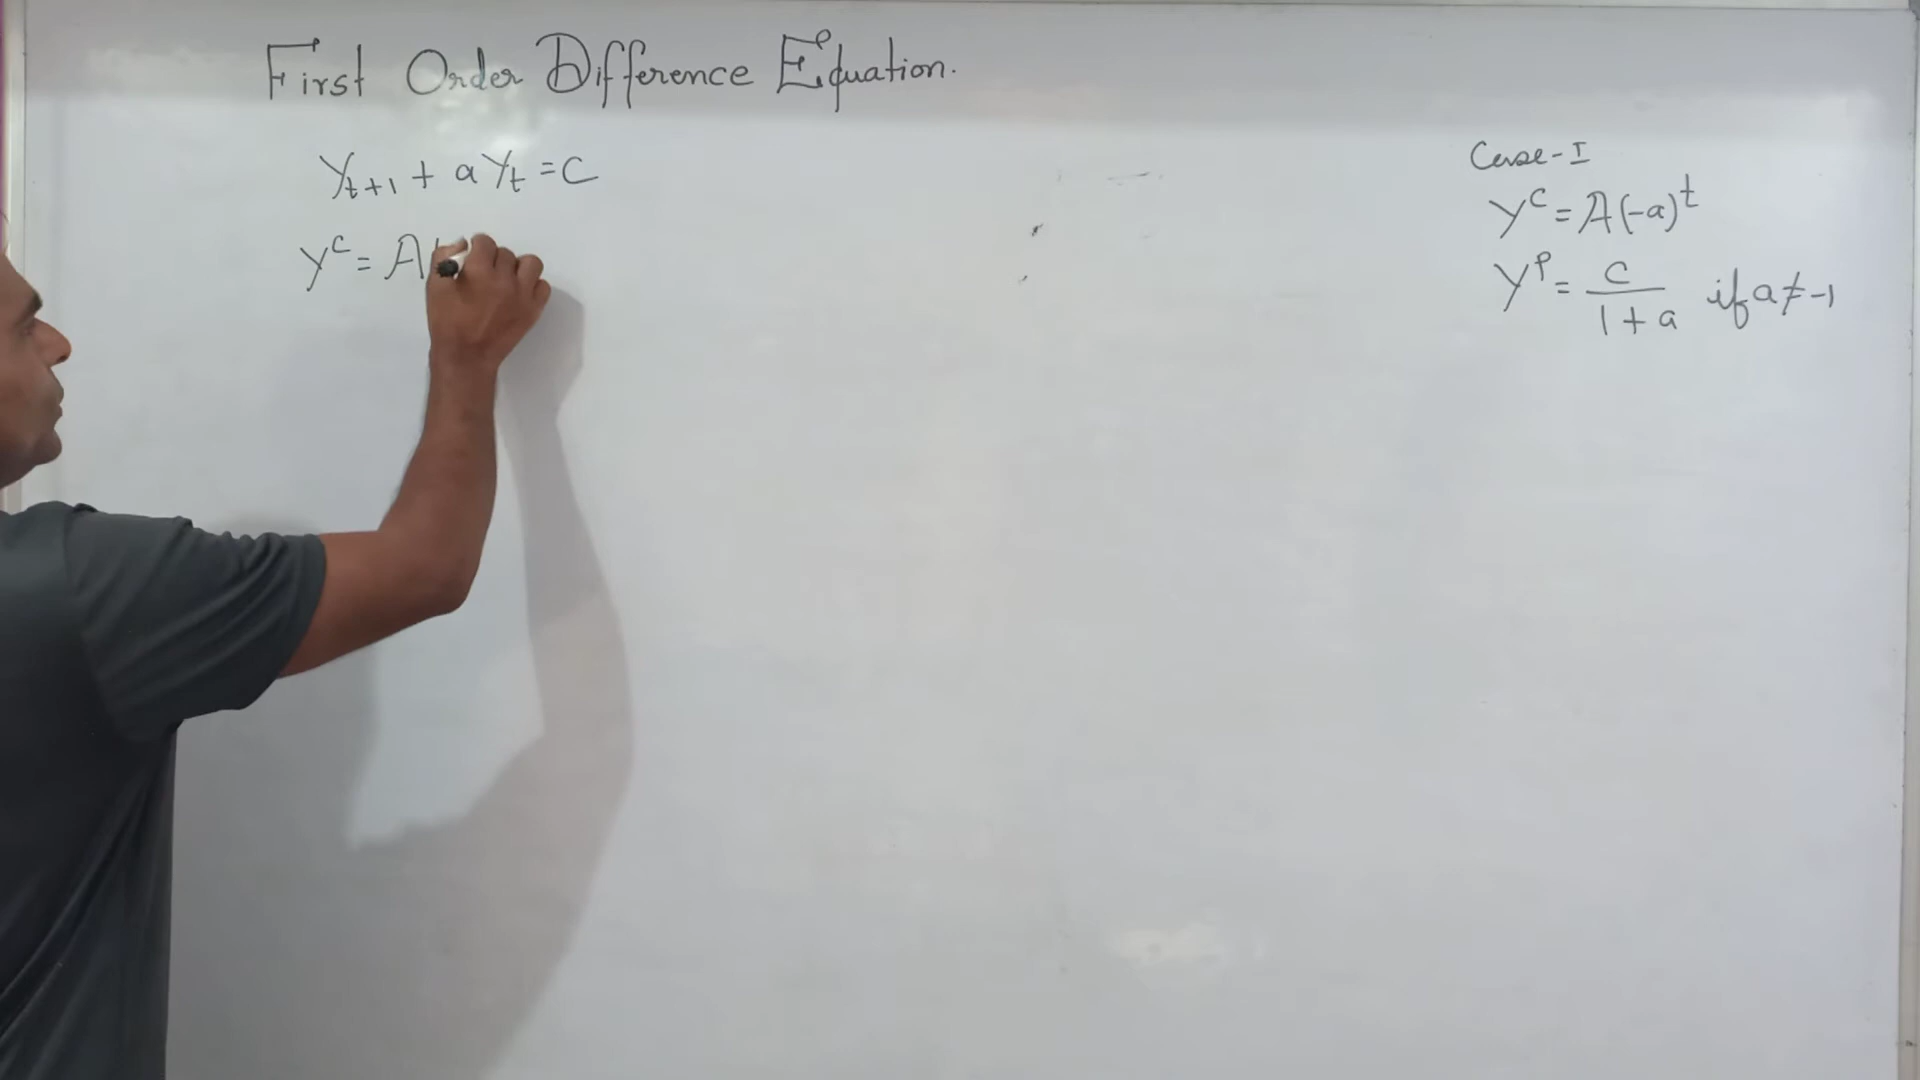 First Order Difference Equation.
Y_{t+1} + a Y_t = C
Y^C = A
Case-I
Y^C = A(-a)^t
Y^P = C/(1+a) if a ≠ -1